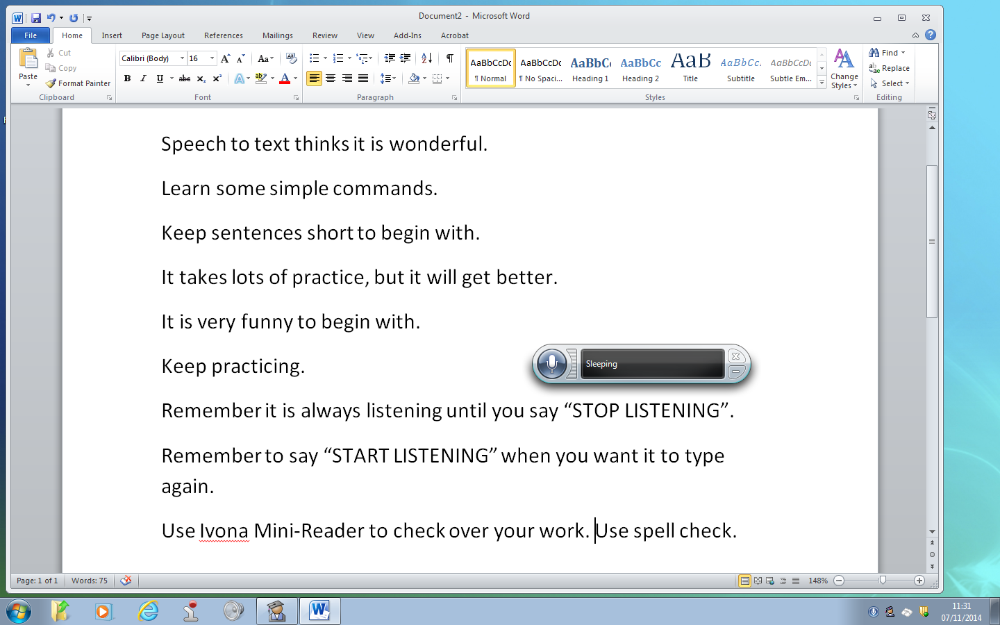 Document2 - Microsoft Word
File Home Insert Page Layout References Mailings Review View Add-Ins Acrobat
Paste
Cut
Copy
Format Painter
Clipboard
Calibri (Body) 16
Font
Paragraph
AaBbCcDc AaBbCcDc AaBbCc AaBbCc AaB AaBbCc. AaBbCcDc
¶ Normal ¶ No Spaci... Heading 1 Heading 2 Title Subtitle Subtle Em...
Change
Styles
Styles
Find
Replace
Select
Editing
Speech to text thinks it is wonderful.
Learn some simple commands.
Keep sentences short to begin with.
It takes lots of practice, but it will get better.
It is very funny to begin with.
Keep practicing.
Sleeping
Remember it is always listening until you say “STOP LISTENING”.
Remember to say “START LISTENING” when you want it to type
again.
Use Ivona Mini-Reader to check over your work. Use spell check.
Page: 1 of 1 Words: 75 148%
11:31
07/11/2014